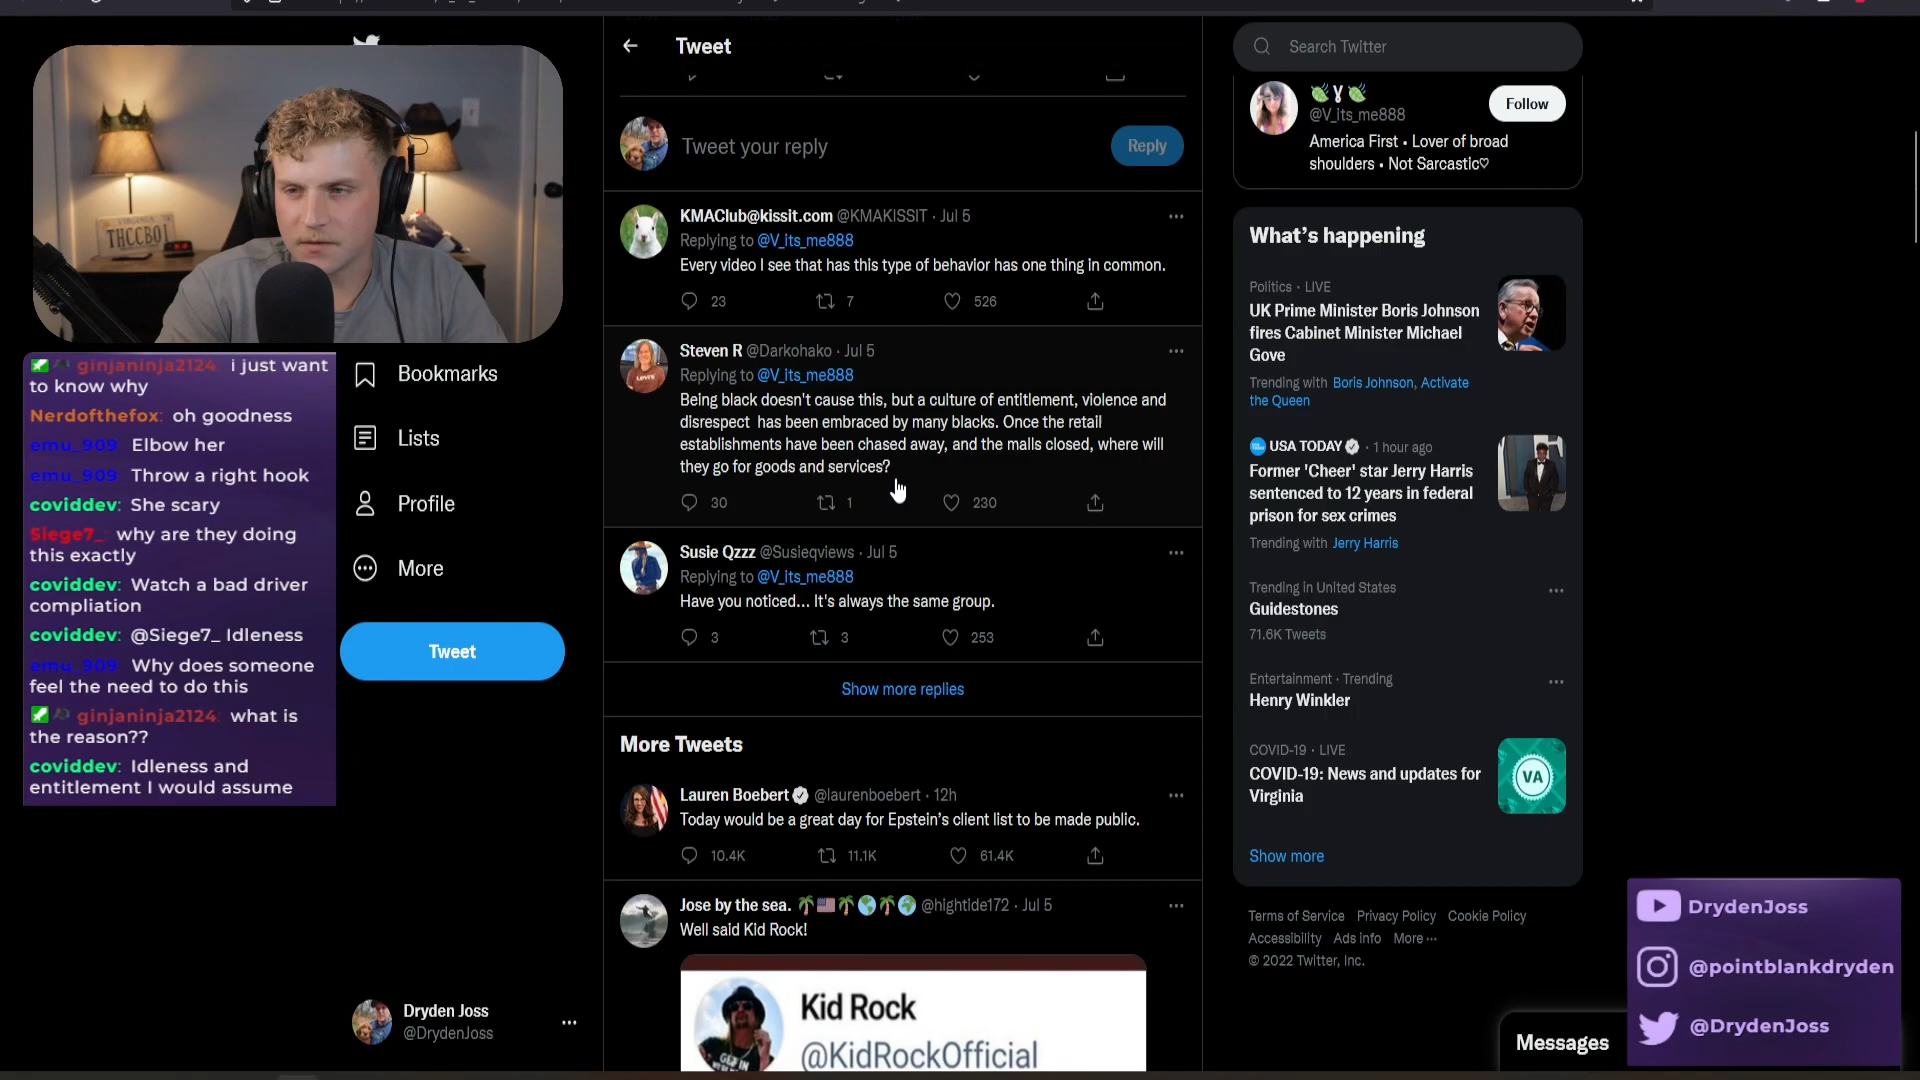 Tweet
Search Twitter
@V_its_me888
Follow
America First • Lover of broad
shoulders • Not Sarcastlc♡
Tweet your reply
Reply
VIRGINIA
THCCBOI
KMAClub@kissit.com @KMAKISSIT · Jul 5
Replying to @V_its_me888
Every video I see that has this type of behavior has one thing in common.
23 7 526
Steven R @Darkohako · Jul 5
Replying to @V_its_me888
Being black doesn't cause this, but a culture of entitlement, violence and
disrespect has been embraced by many blacks. Once the retail
establishments have been chased away, and the malls closed, where will
they go for goods and services?
30 1 230
Susie Qzzz @Susieqviews · Jul 5
Replying to @V_its_me888
Have you noticed... It's always the same group.
3 3 253
Show more replies
More Tweets
Lauren Boebert @laurenboebert · 12h
Today would be a great day for Epstein's client list to be made public.
10.4K 11.1K 61.4K
Jose by the sea. 🌴🇺🇸🌴🌎🌴🌍 @hightide172 · Jul 5
Well said Kid Rock!
Kid Rock
@KidRockOfficial
ginjaninja2124: i just want
to know why
Nerdofthefox: oh goodness
emu_909: Elbow her
emu_909: Throw a right hook
coviddev: She scary
Siege7_: why are they doing
this exactly
coviddev: Watch a bad driver
compliation
coviddev: @Siege7_ Idleness
emu_909: Why does someone
feel the need to do this
ginjaninja2124: what is
the reason??
coviddev: Idleness and
entitlement I would assume
Bookmarks
Lists
Profile
More
Tweet
Dryden Joss
@DrydenJoss
What's happening
Politics · LIVE
UK Prime Minister Boris Johnson
fires Cabinet Minister Michael
Gove
Trending with Boris Johnson, Activate
the Queen
USA TODAY · 1 hour ago
Former 'Cheer' star Jerry Harris
sentenced to 12 years in federal
prison for sex crimes
Trending with Jerry Harris
Trending in United States
Guidestones
71.6K Tweets
Entertainment · Trending
Henry Winkler
COVID-19 · LIVE
COVID-19: News and updates for
Virginia
VA
Show more
Terms of Service Privacy Policy Cookie Policy
Accessibility Ads info More ···
© 2022 Twitter, Inc.
Messages
DrydenJoss
@pointblankdryden
@DrydenJoss